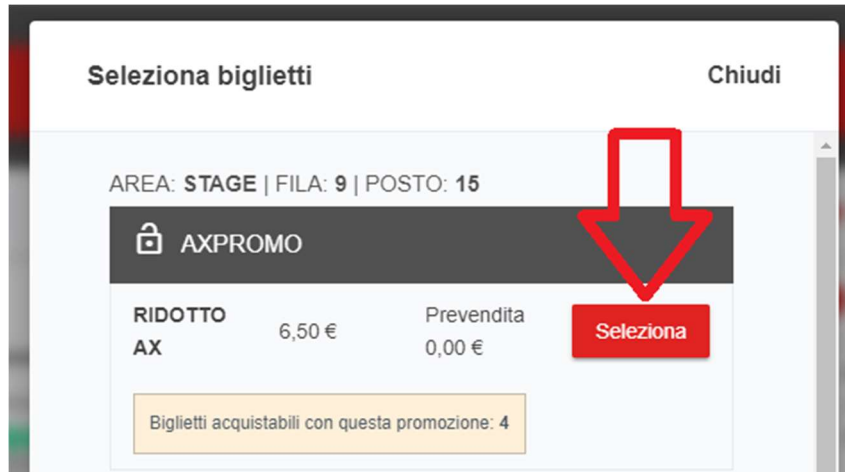 Seleziona biglietti Chiudi
AREA: STAGE | FILA: 9 | POSTO: 15
AXPROMO
RIDOTTO AX 6,50 € Prevendita 0,00 € Seleziona
Biglietti acquistabili con questa promozione: 4